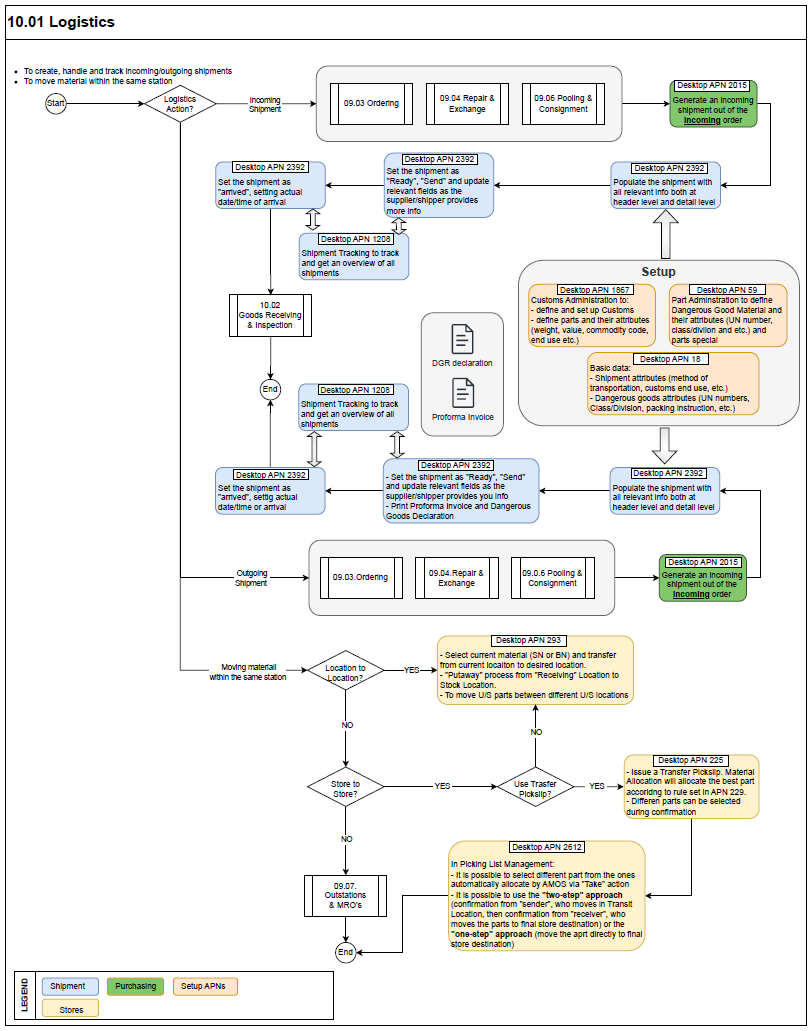 10.01 Logistics
• To create, handle and track incoming/outgoing shipments
• To move material within the same station
Start
Logistics
Action?
Incoming
Shipment
09.03 Ordering
09.04 Repair &
Exchange
09.06 Pooling &
Consignment
Desktop APN 2015
Generate an incoming
shipment out of the
incoming order
Desktop APN 2392
Set the shipment as
"arrived", setting actual
date/time of arrival
Desktop APN 2392
Set the shipment as
"Ready", "Send" and update
relevant fields as the
supplier/shipper provides
more info
Desktop APN 2392
Populate the shipment with
all relevant info both at
header level and detail level
Desktop APN 1208
Shipment Tracking to track
and get an overview of all
shipments
Setup
Desktop APN 1867
Customs Administration to:
- define and set up Customs
- define parts and their attributes
(weight, value, commodity code,
end use etc.)
Desktop APN 59
Part Adminstration to define
Dangerous Good Material and
their attributes (UN number,
class/divilon and etc.) and
parts special
Desktop APN 18
Basic data:
- Shipment attributes (method of
transportation, customs end use, etc.)
- Dangerous goods attributes (UN numbers,
Class/Division, packing instruction, etc.)
10.02
Goods Receiving
& Inspection
DGR declaration
Proforma Invoice
End
Desktop APN 1208
Shipment Tracking to track
and get an overview of all
shipments
Desktop APN 2392
Set the shipment as
"arrived", settig actual
date/time or arrival
Desktop APN 2392
- Set the shipment as "Ready", "Send"
and update relevant fields as the
supplier/shipper provides you info
- Print Proforma Invoice and Dangerous
Goods Declaration
Desktop APN 2392
Populate the shipment with
all relevant info both at
header level and detail level
Outgoing
Shipment
09.03.Ordering
09.04.Repair &
Exchange
09.0.6 Pooling &
Consignment
Desktop APN 2015
Generate an incoming
shipment out of the
incoming order
Moving materiall
within the same station
Location to
Location?
YES
Desktop APN 293
- Select current material (SN or BN) and transfer
from current locaiton to desired location.
- "Putaway" process from "Receiving" Location to
Stock Location.
- To move U/S parts between different U/S locations
NO
NO
Store to
Store?
YES
Use Trasfer
Pickslip?
YES
Desktop APN 225
- Issue a Transfer Pickslip. Material
Allocation will allocate the best part
accoridng to rule set in APN 229.
- Differen parts can be selected
during confirmation
NO
Desktop APN 2612
In Picking List Management:
- It is possible to select different part from the ones
automatically allocate by AMOS via "Take" action
- It is possible to use the "two-step" approach
(confirmation from "sender", who moves in Transit
Location, then confirmation from "receiver", who
moves the parts to final store destination) or the
"one-step" approach (move the aprt directly to final
store destination)
09.07.
Outstations
& MRO's
End
LEGEND
Shipment
Purchasing
Setup APNs
Stores